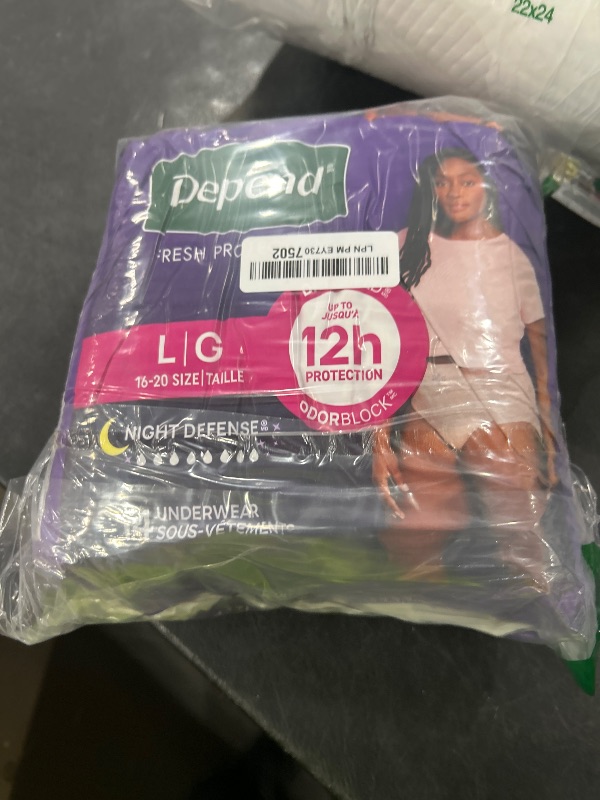 22x24
Depend®
FRESH PRO
LPN PM EY730 7502
UP TO
JUSQU'À
12h
PROTECTION
ODORBLOCK
L|G
16-20 SIZE|TAILLE
NIGHT DEFENSE
UNDERWEAR
SOUS-VÊTEMENTS